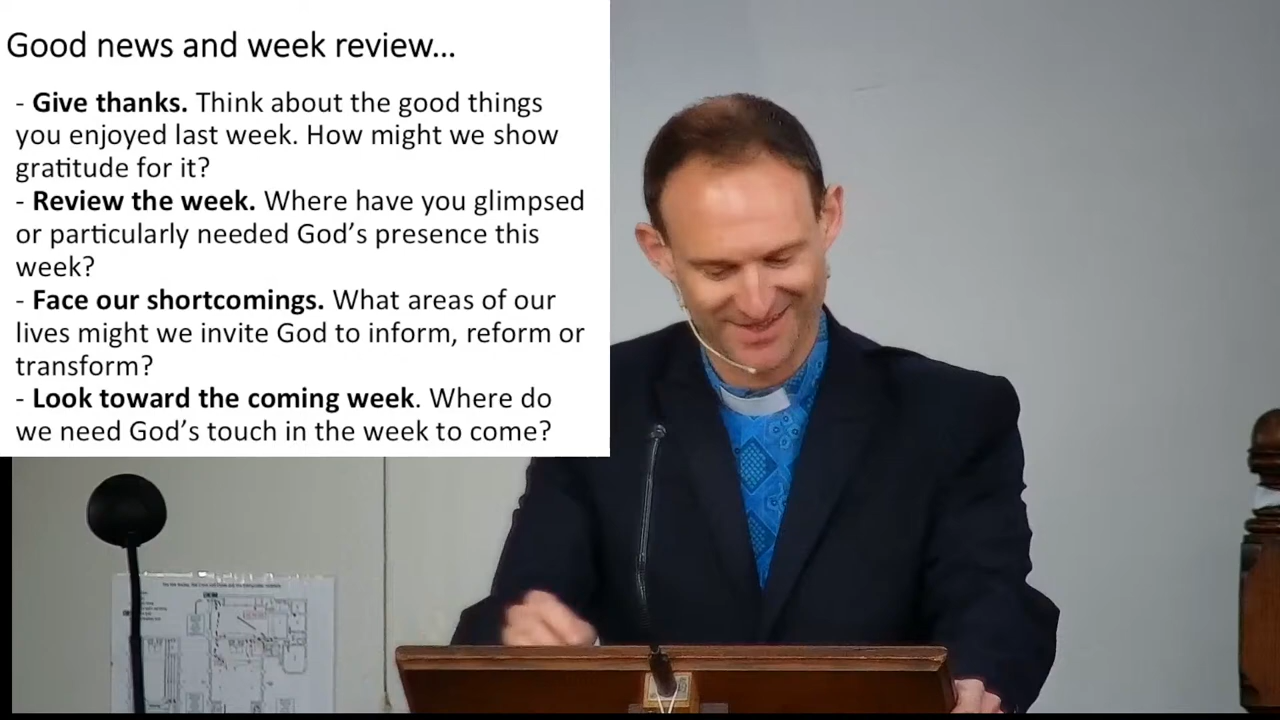 Good news and week review...
- Give thanks. Think about the good things
you enjoyed last week. How might we show
gratitude for it?
- Review the week. Where have you glimpsed
or particularly needed God’s presence this
week?
- Face our shortcomings. What areas of our
lives might we invite God to inform, reform or
transform?
- Look toward the coming week. Where do
we need God’s touch in the week to come?